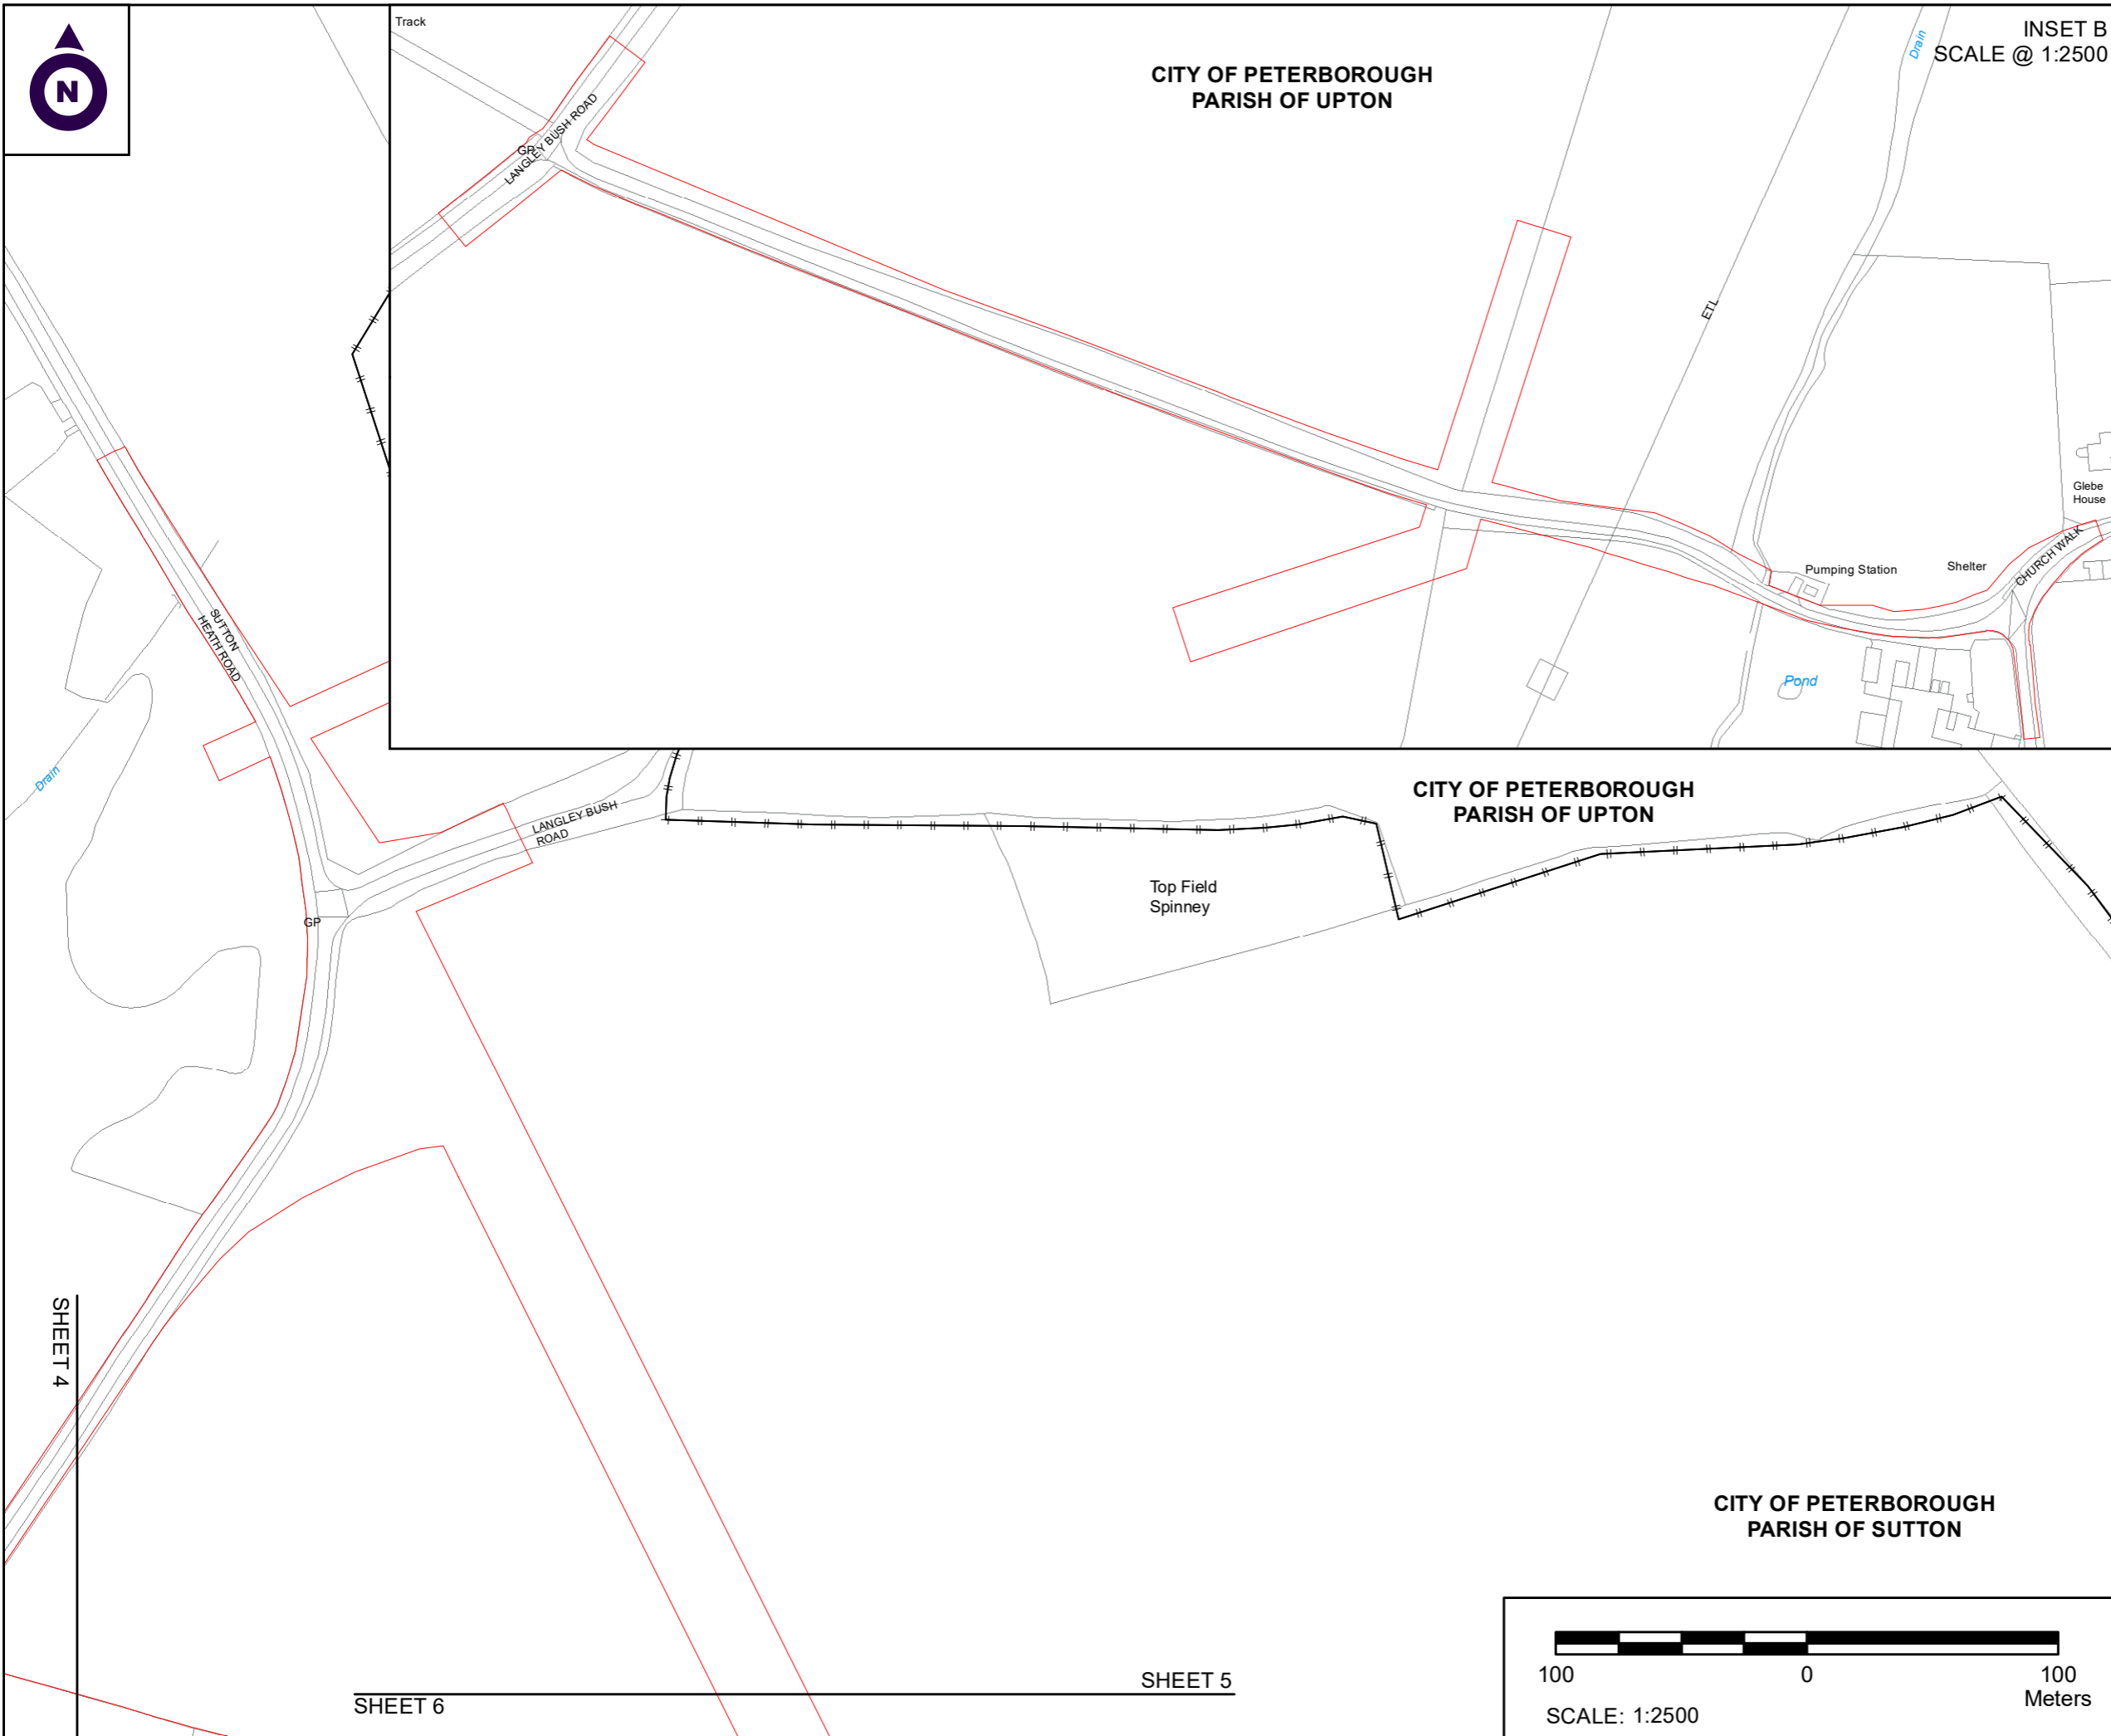 N
Track
CITY OF PETERBOROUGH
PARISH OF UPTON
Drain
INSET B
SCALE @ 1:2500
GP
LANGLEY BUSH ROAD
ETL
Glebe
House
CHURCH WALK
Pumping Station
Shelter
Pond
SUTTON
HEATH ROAD
Drain
LANGLEY BUSH
ROAD
CITY OF PETERBOROUGH
PARISH OF UPTON
Top Field
Spinney
GP
SHEET 4
CITY OF PETERBOROUGH
PARISH OF SUTTON
SHEET 5
SHEET 6
100 0 100
Meters
SCALE: 1:2500